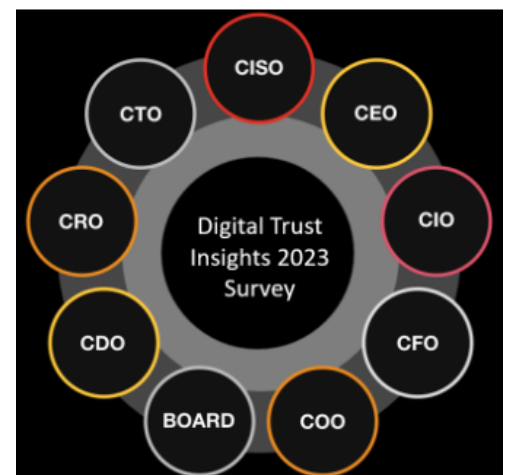 CISO
CEO
CIO
CFO
COO
BOARD
CDO
CRO
CTO
Digital Trust
Insights 2023
Survey